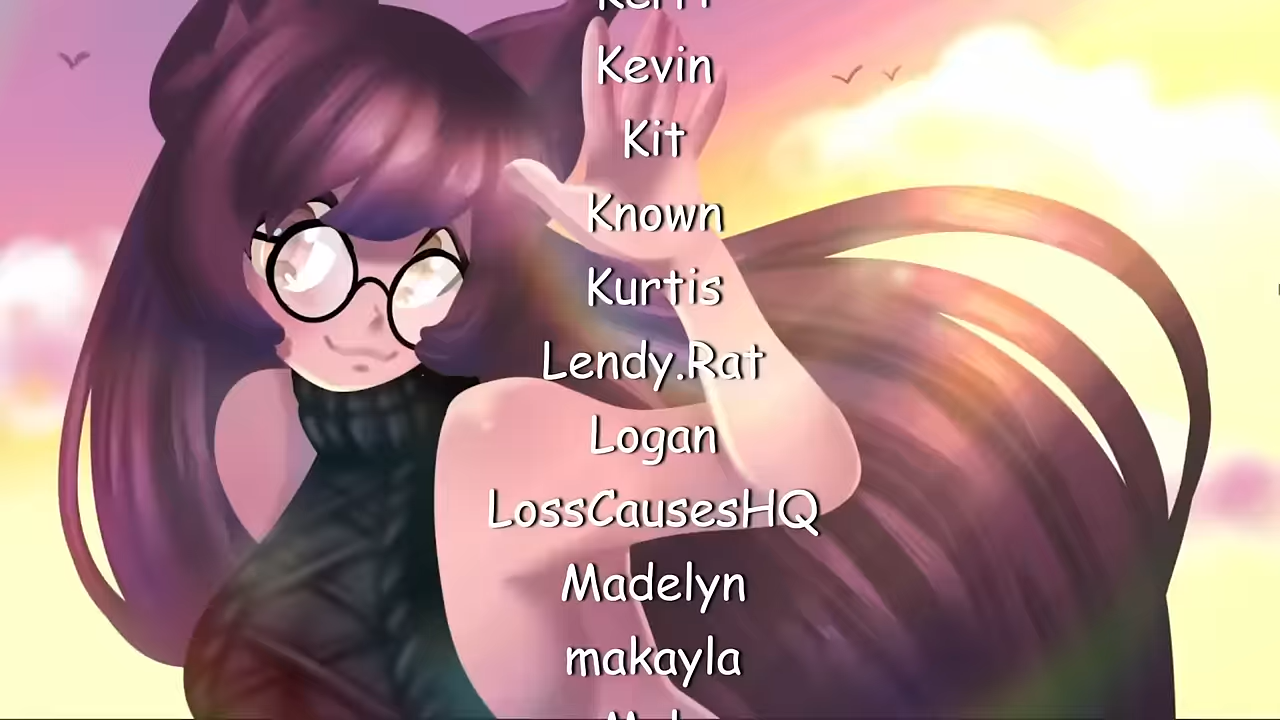 Kevin
Kit
Known
Kurtis
Lendy.Rat
Logan
LossCausesHQ
Madelyn
makayla